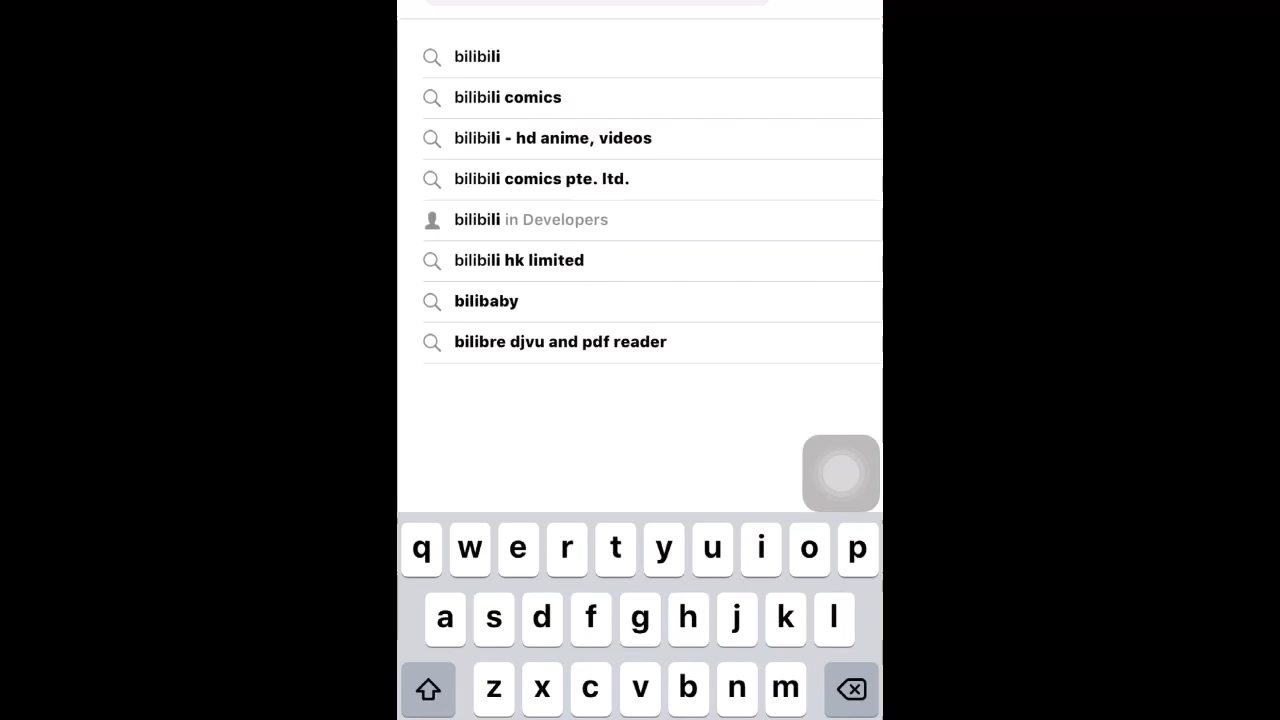 bilibili
bilibili comics
bilibili - hd anime, videos
bilibili comics pte. ltd.
bilibili in Developers
bilibili hk limited
bilibaby
bilibre djvu and pdf reader
q w e r t y u i o p
a s d f g h j k l
z x c v b n m